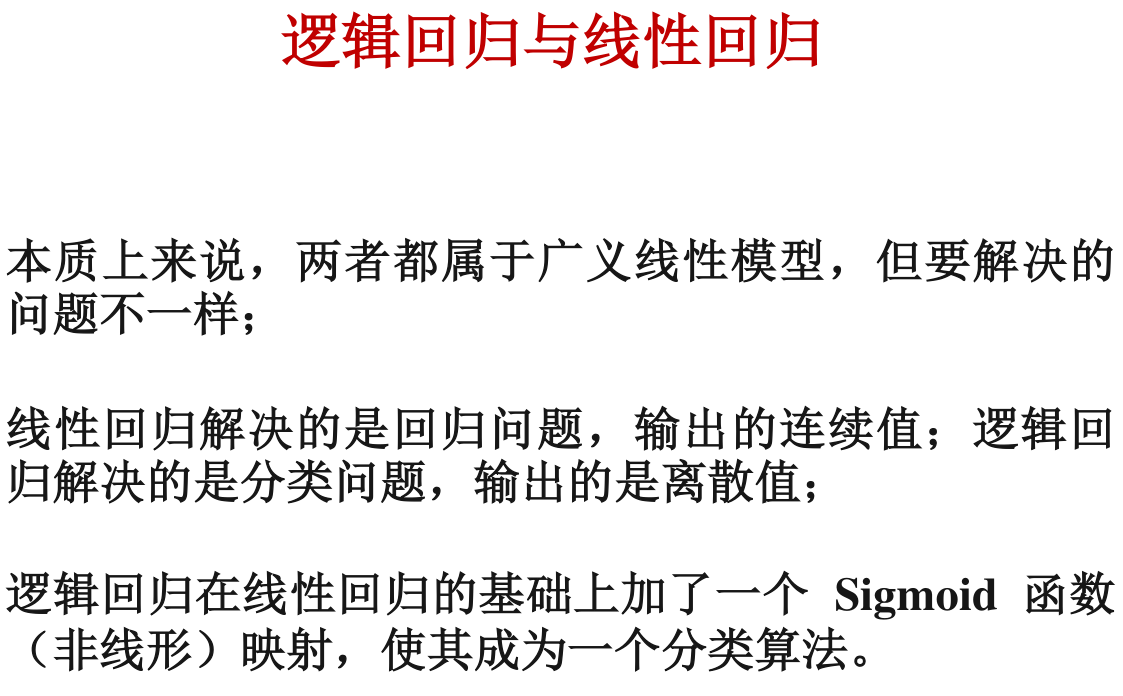 逻辑回归与线性回归
本质上来说，两者都属于广义线性模型，但要解决的
问题不一样；
线性回归解决的是回归问题，输出的连续值；逻辑回
归解决的是分类问题，输出的是离散值；
逻辑回归在线性回归的基础上加了一个 Sigmoid 函数
（非线形）映射，使其成为一个分类算法。